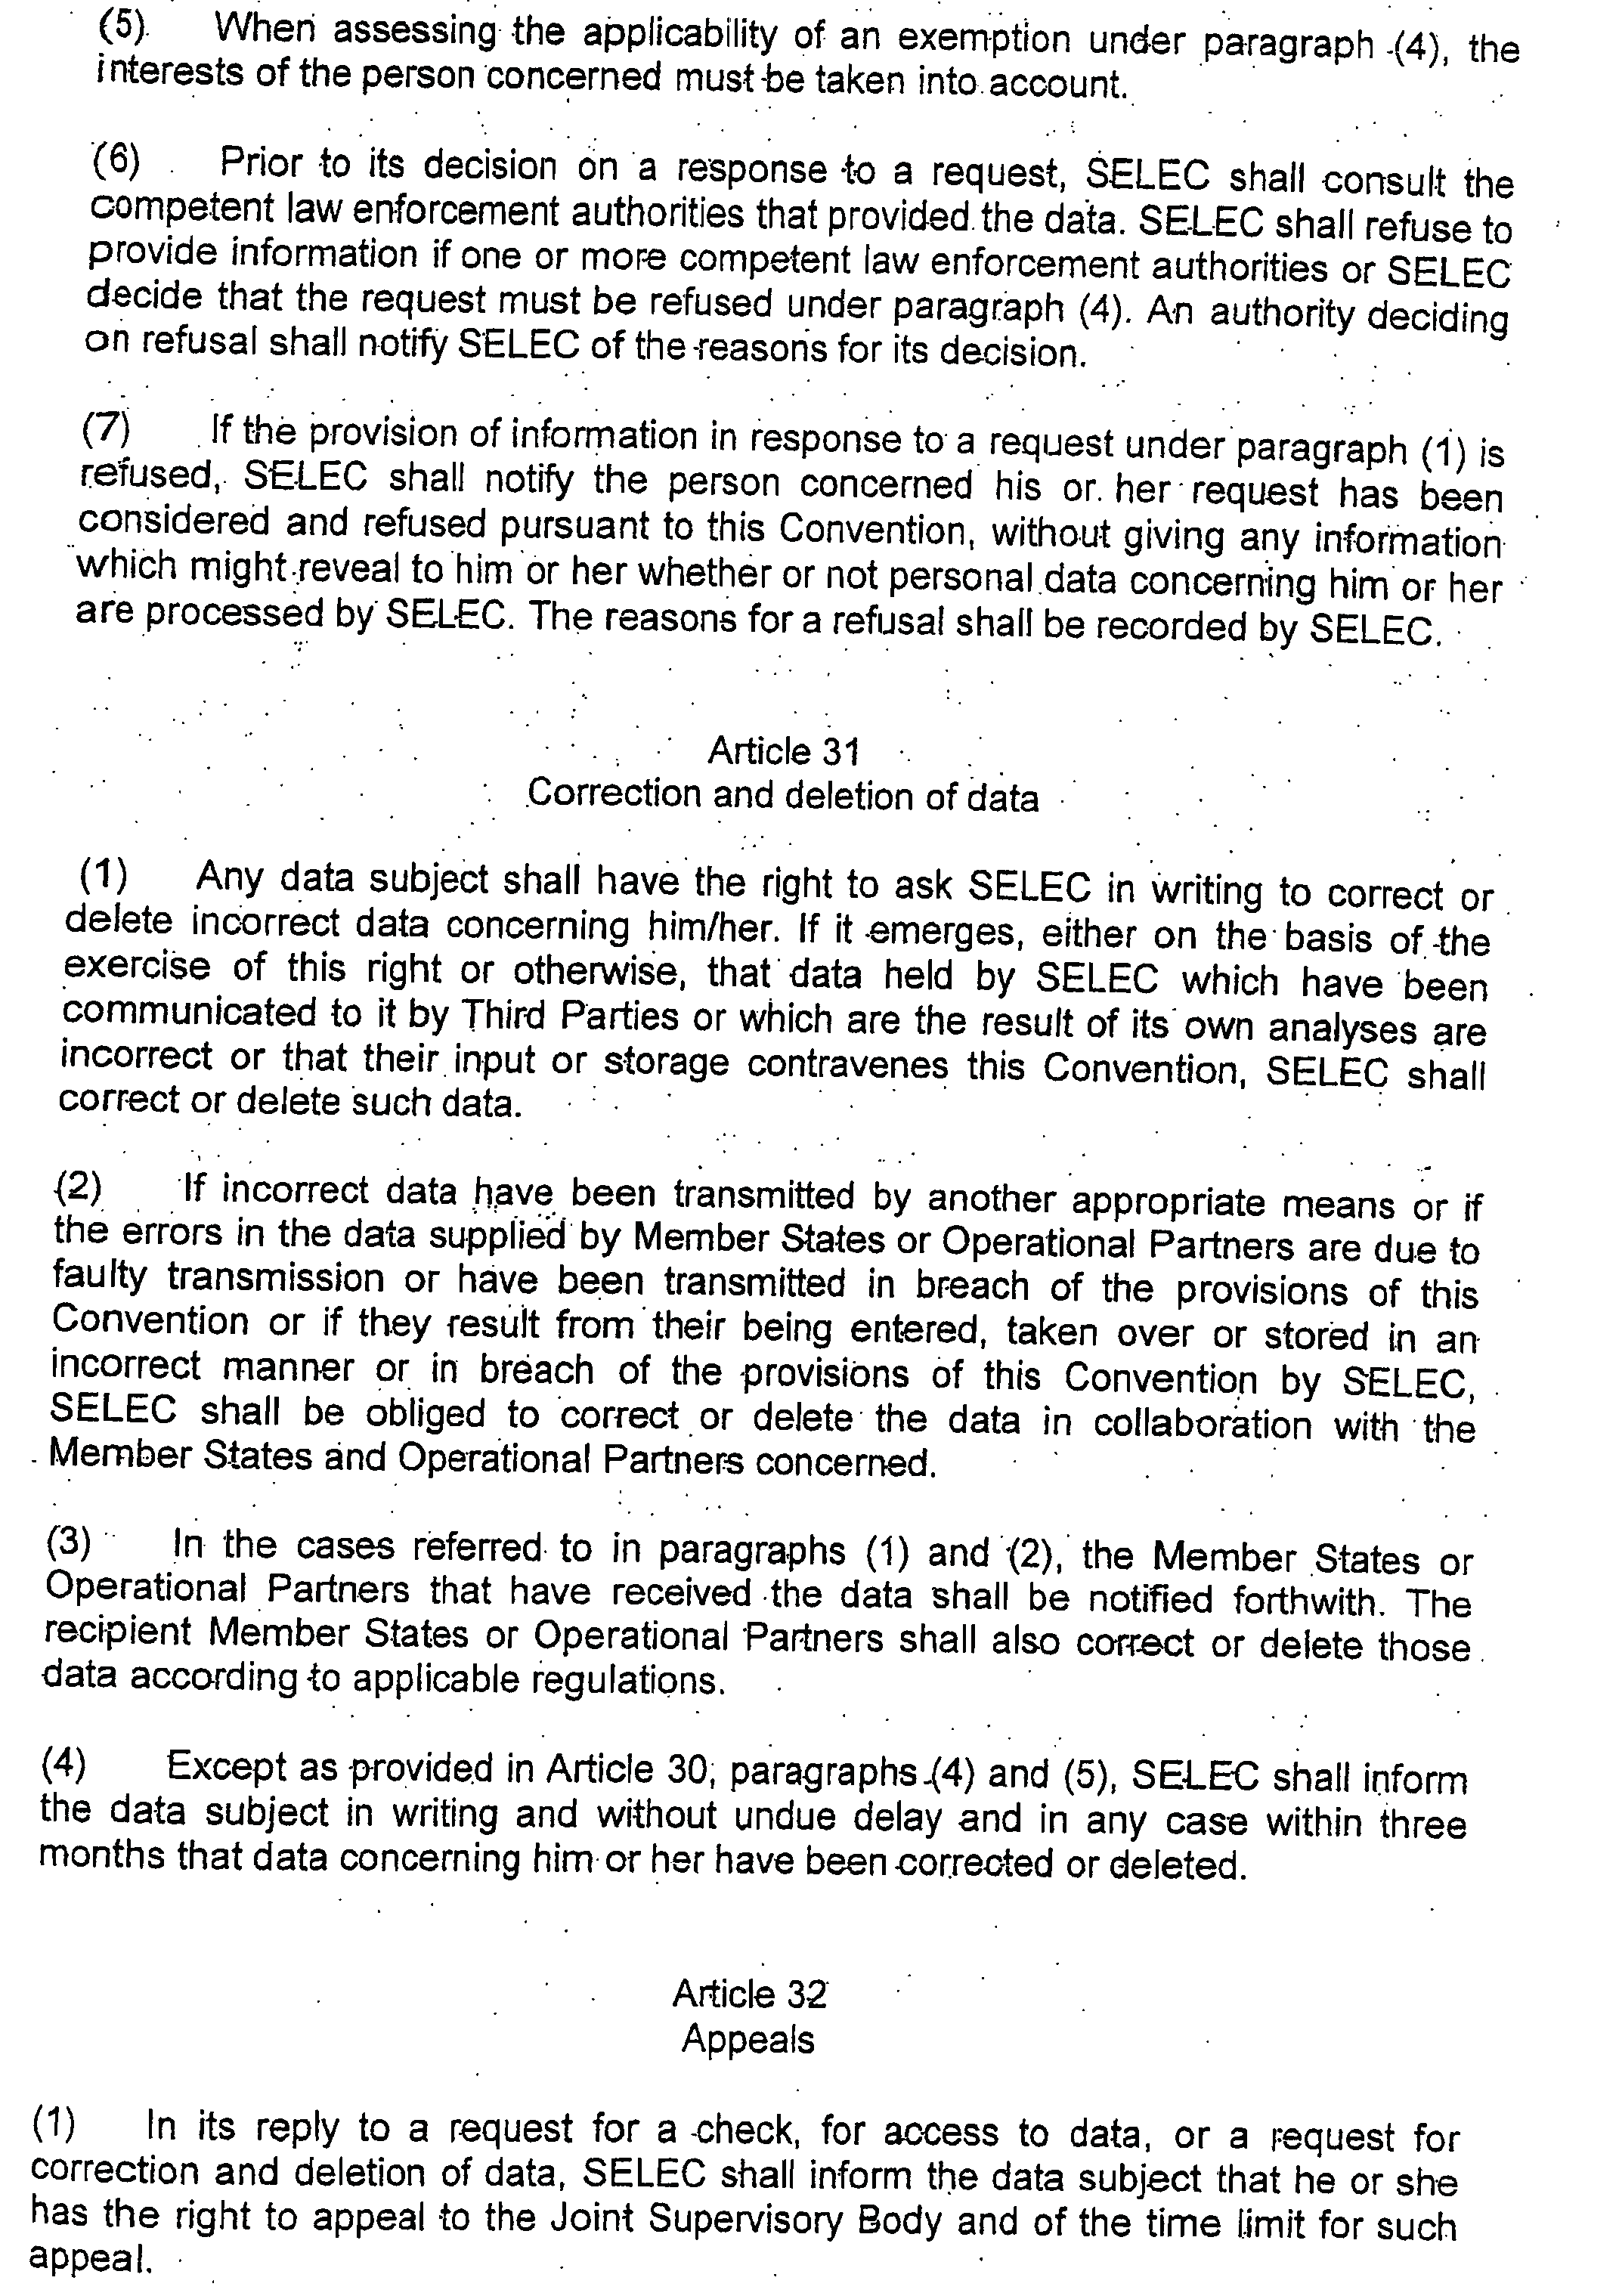 (5) When assessing the applicability of an exemption under paragraph (4), the
interests of the person concerned must be taken into account.
(6) Prior to its decision on a response to a request, SELEC shall consult the
competent law enforcement authorities that provided the data. SELEC shall refuse to
provide information if one or more competent law enforcement authorities or SELEC
decide that the request must be refused under paragraph (4). An authority deciding
on refusal shall notify SELEC of the reasons for its decision.
(7) If the provision of information in response to a request under paragraph (1) is
refused, SELEC shall notify the person concerned his or her request has been
considered and refused pursuant to this Convention, without giving any information
which might reveal to him or her whether or not personal data concerning him or her
are processed by SELEC. The reasons for a refusal shall be recorded by SELEC.
Article 31
Correction and deletion of data
(1) Any data subject shall have the right to ask SELEC in writing to correct or
delete incorrect data concerning him/her. If it emerges, either on the basis of the
exercise of this right or otherwise, that data held by SELEC which have been
communicated to it by Third Parties or which are the result of its own analyses are
incorrect or that their input or storage contravenes this Convention, SELEC shall
correct or delete such data.
(2) If incorrect data have been transmitted by another appropriate means or if
the errors in the data supplied by Member States or Operational Partners are due to
faulty transmission or have been transmitted in breach of the provisions of this
Convention or if they result from their being entered, taken over or stored in an
incorrect manner or in breach of the provisions of this Convention by SELEC,
SELEC shall be obliged to correct or delete the data in collaboration with the
Member States and Operational Partners concerned.
(3) In the cases referred to in paragraphs (1) and (2), the Member States or
Operational Partners that have received the data shall be notified forthwith. The
recipient Member States or Operational Partners shall also correct or delete those
data according to applicable regulations.
(4) Except as provided in Article 30, paragraphs (4) and (5), SELEC shall inform
the data subject in writing and without undue delay and in any case within three
months that data concerning him or her have been corrected or deleted.
Article 32
Appeals
(1) In its reply to a request for a check, for access to data, or a request for
correction and deletion of data, SELEC shall inform the data subject that he or she
has the right to appeal to the Joint Supervisory Body and of the time limit for such
appeal.